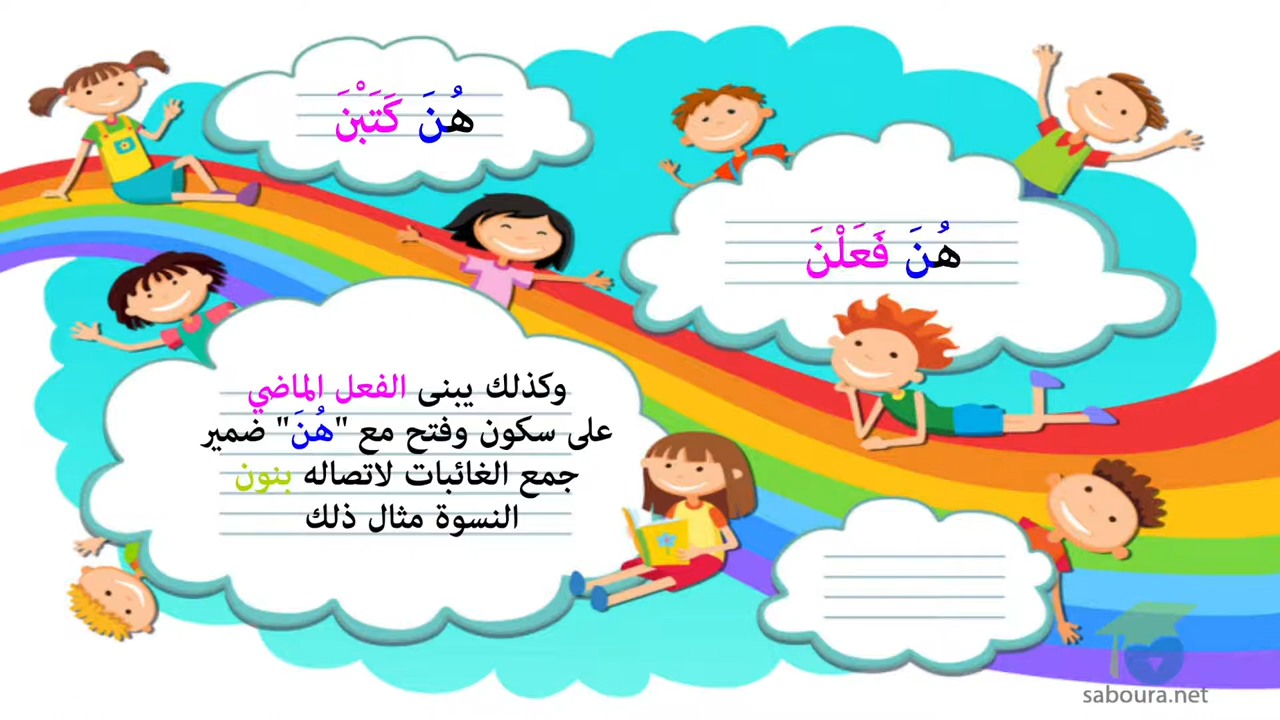 هُنَ كَتَبْنَ
هُنَ فَعَلْنَ
وكذلك يبنى الفعل الماضي
على سكون وفتح مع "هُنَ" ضمير
جمع الغائبات لاتصاله بنون
النسوة مثال ذلك
saboura.net